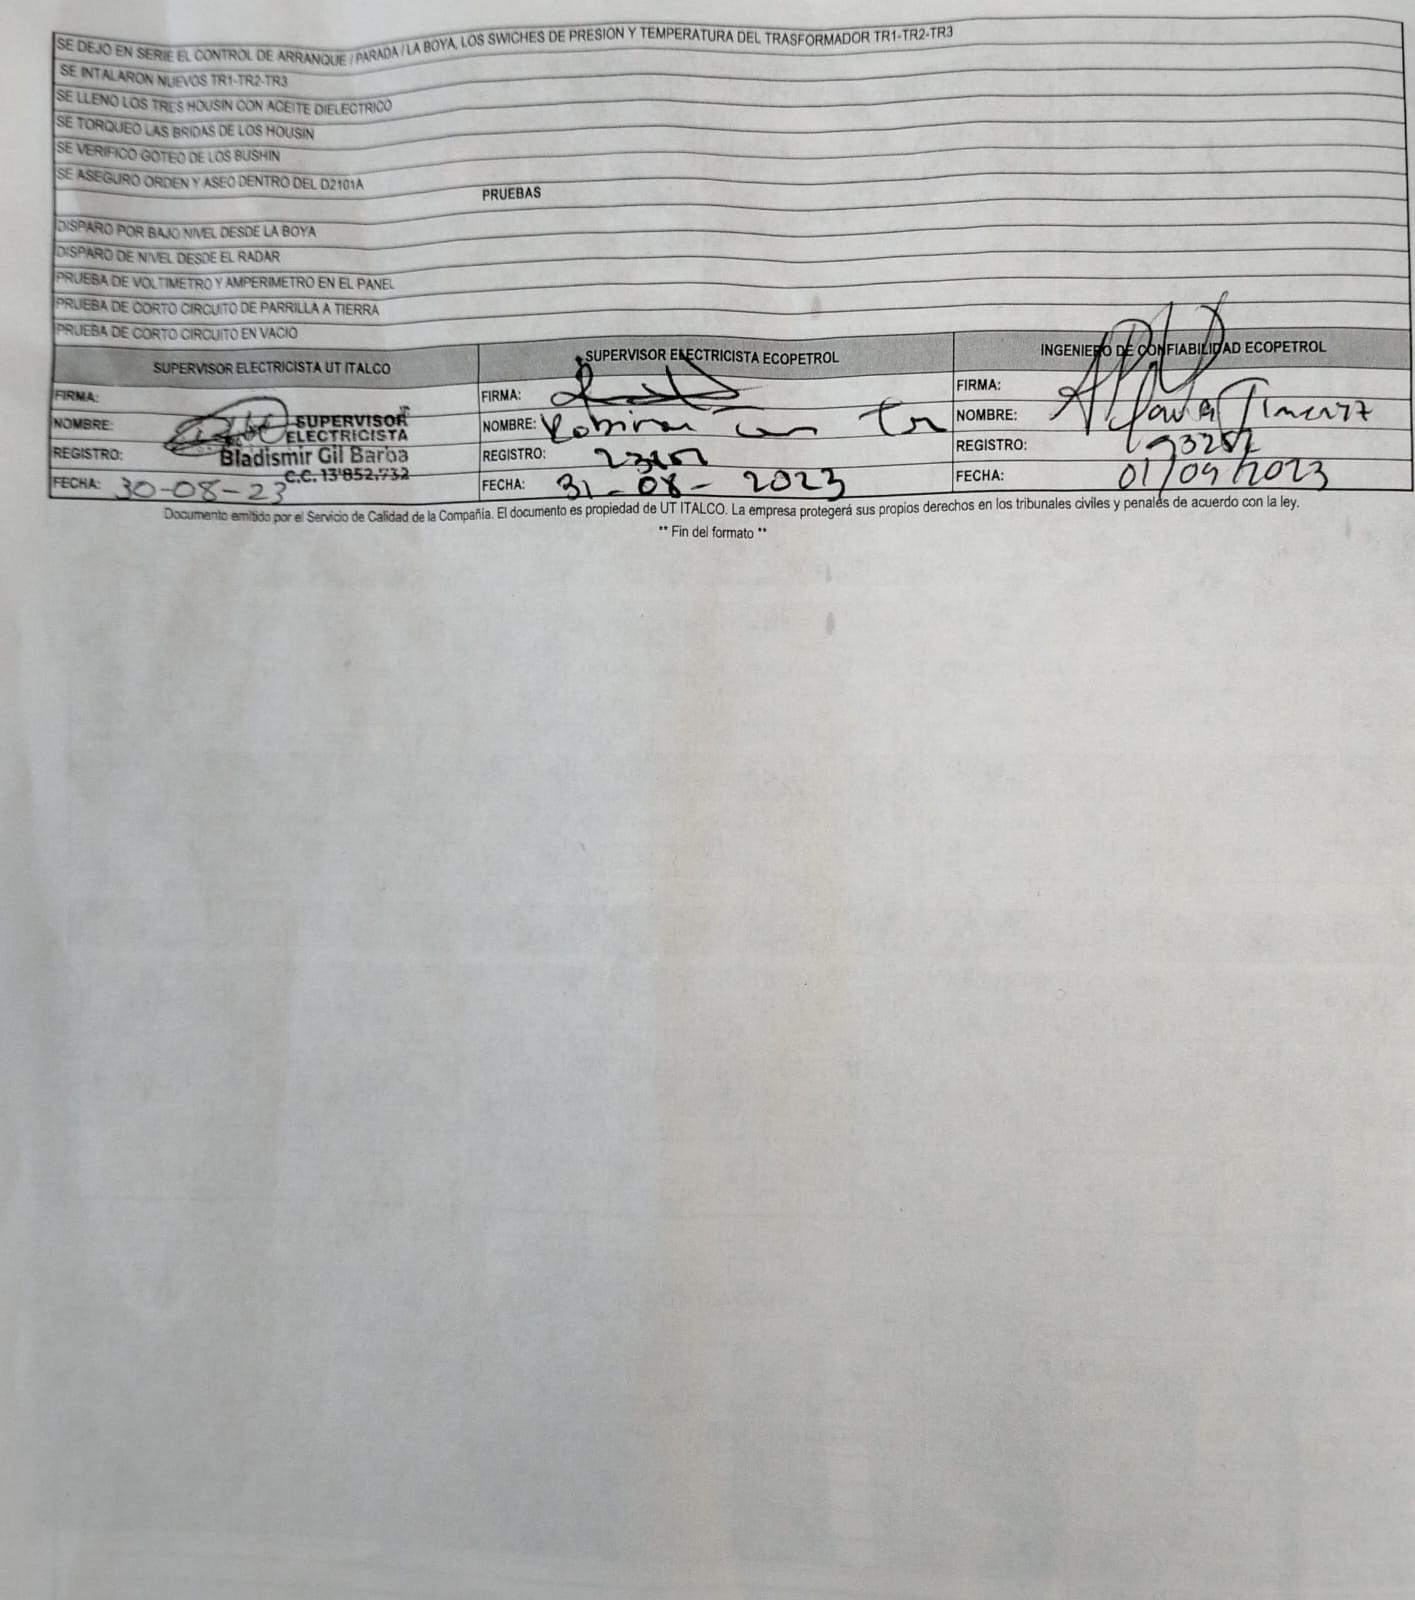 SE DEJO EN SERIE EL CONTROL DE ARRANQUE / PARADA / LA BOYA, LOS SWICHES DE PRESION Y TEMPERATURA DEL TRASFORMADOR TR1-TR2-TR3
SE INTALARON NUEVOS TR1-TR2-TR3
SE LLENO LOS TRES HOUSIN CON ACEITE DIELECTRICO
SE TORQUEO LAS BRIDAS DE LOS HOUSIN
SE VERIFICO GOTEO DE LOS BUSHIN
SE ASEGURO ORDEN Y ASEO DENTRO DEL D2101A
PRUEBAS
DISPARO POR BAJO NIVEL DESDE LA BOYA
DISPARO DE NIVEL DESDE EL RADAR
PRUEBA DE VOLTIMETRO Y AMPERIMETRO EN EL PANEL
PRUEBA DE CORTO CIRCUITO DE PARRILLA A TIERRA
PRUEBA DE CORTO CIRCUITO EN VACIO
SUPERVISOR ELECTRICISTA UT ITALCO
FIRMA:
NOMBRE: SUPERVISOR
ELECTRICISTA
REGISTRO: Bladismir Gil Barba
C.C. 13'852.732
FECHA: 30-08-23
SUPERVISOR ELECTRICISTA ECOPETROL
FIRMA:
NOMBRE:
REGISTRO:
FECHA: 31-08-2023
INGENIERO DE CONFIABILIDAD ECOPETROL
FIRMA:
NOMBRE:
REGISTRO:
FECHA: 01/09/2023
Documento emitido por el Servicio de Calidad de la Compañía. El documento es propiedad de UT ITALCO. La empresa protegerá sus propios derechos en los tribunales civiles y penales de acuerdo con la ley.
** Fin del formato **